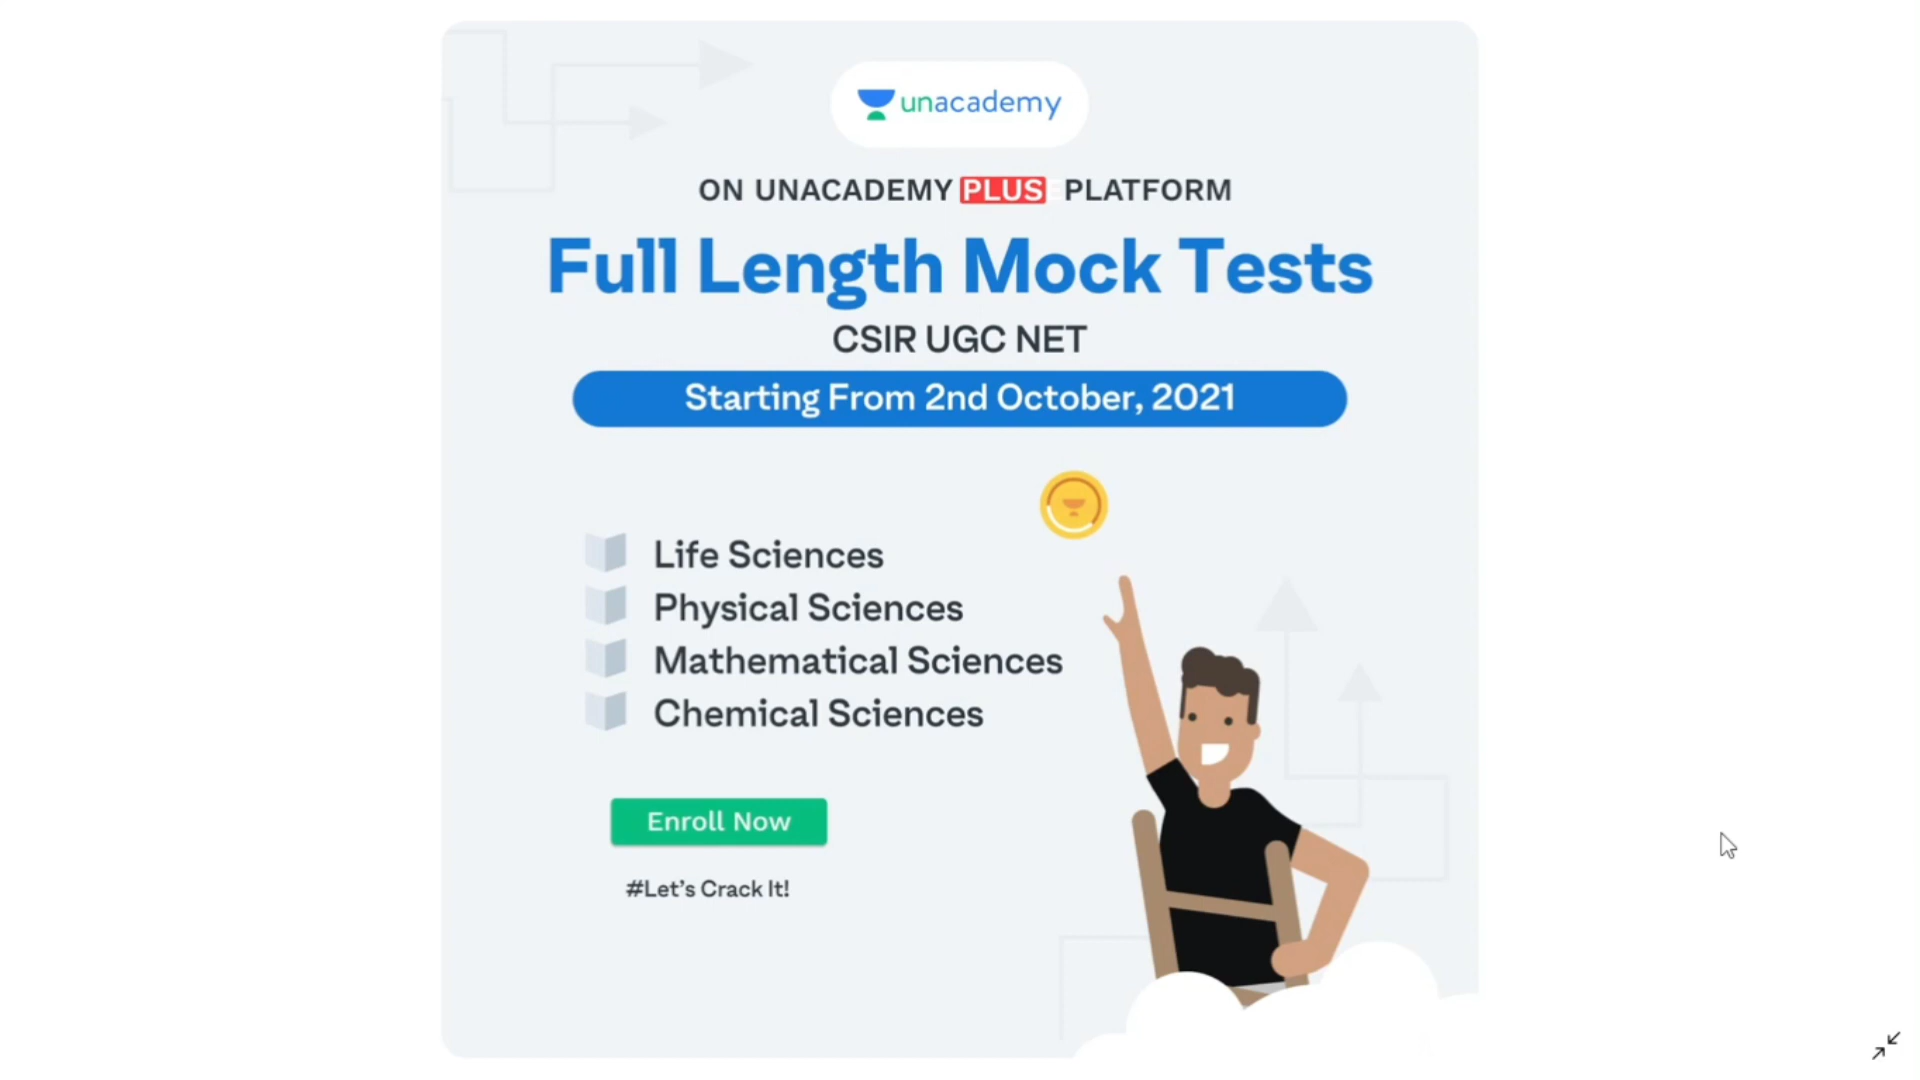 unacademy
ON UNACADEMY PLUS PLATFORM
Full Length Mock Tests
CSIR UGC NET
Starting From 2nd October, 2021
Life Sciences
Physical Sciences
Mathematical Sciences
Chemical Sciences
Enroll Now
#Let's Crack It!